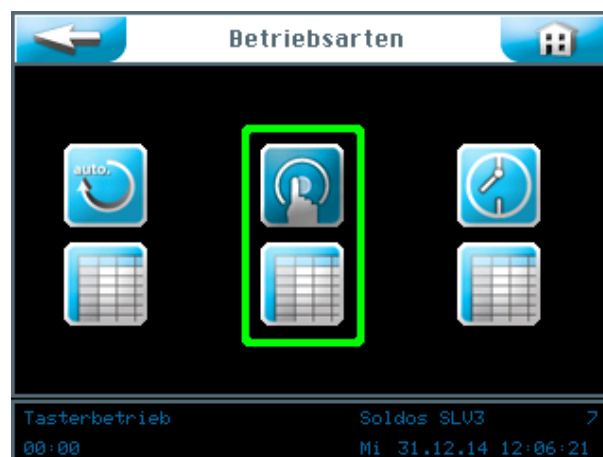 Betriebsarten
auto.
Tasterbetrieb Soldos SLV3 7
00:00 Mi 31.12.14 12:06:21